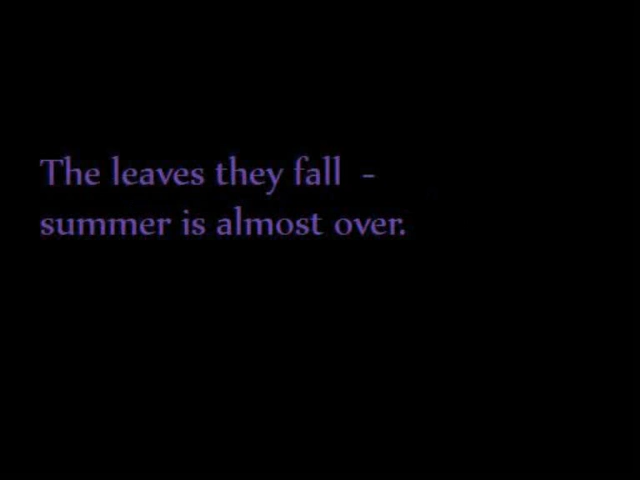 The leaves they fall -
summer is almost over.